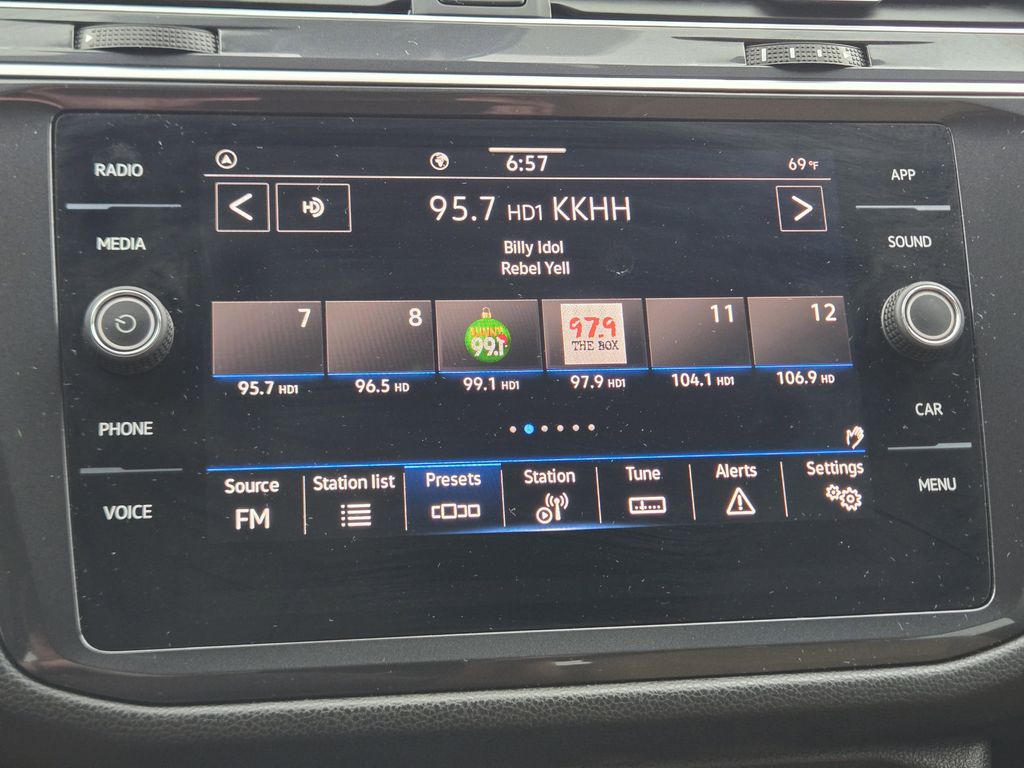 RADIO
MEDIA
PHONE
VOICE
6:57
69°F
HD
95.7 HD1 KKHH
Billy Idol
Rebel Yell
7
8
SUNNY
99.1
97.9
THE BOX
11
12
95.7 HD1
96.5 HD
99.1 HD1
97.9 HD1
104.1 HD1
106.9 HD
Source
FM
Station list
Presets
Station
Tune
Alerts
Settings
APP
SOUND
CAR
MENU